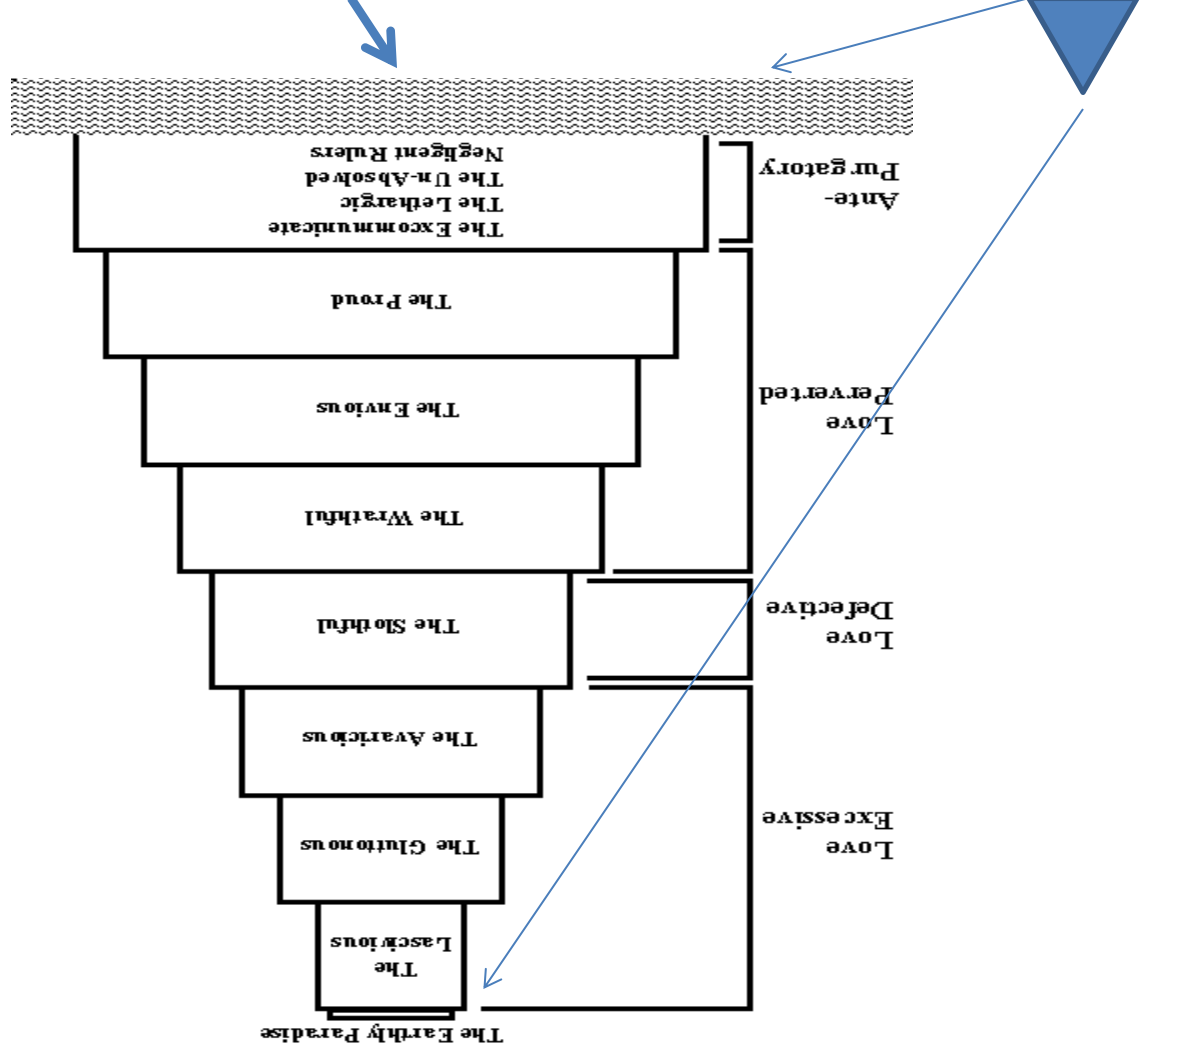 The Earthly Paradise
The
Lascivious
The Gluttonous
The Avaricious
Love
Excessive
The Slothful
Love
Defective
The Wrathful
The Envious
The Proud
Love
Perverted
The Excommunicate
The Lethargic
The Un-Absolved
Negligent Rulers
Ante-
Purgatory